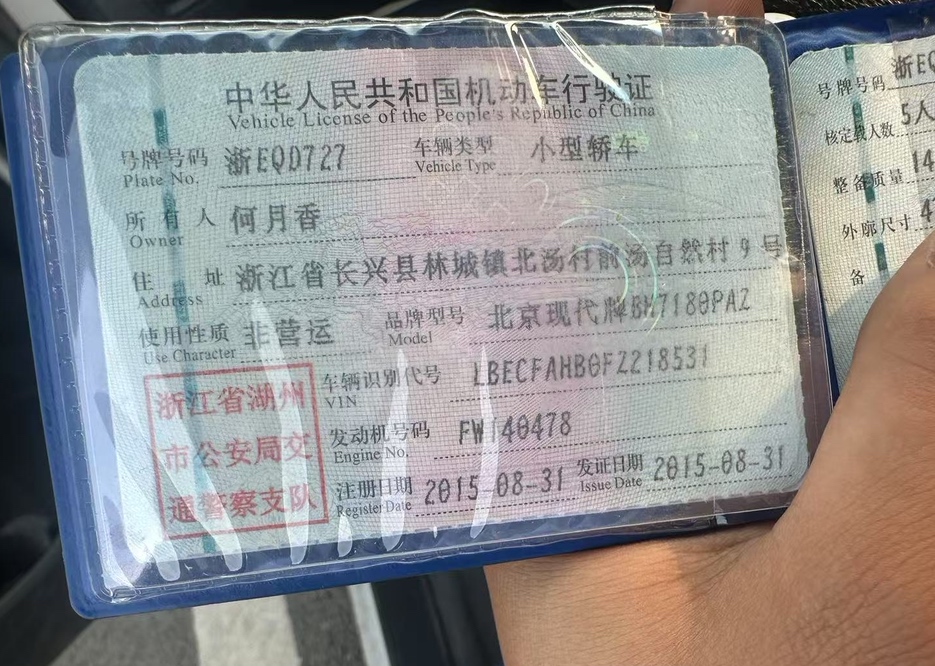 中华人民共和国机动车行驶证
Vehicle License of the People's Republic of China
号牌号码 浙EQD727 车辆类型 小型轿车
Plate No. Vehicle Type
所有人 何月香
Owner
住址 浙江省长兴县林城镇北汤村前汤自然村9号
Address
使用性质 非营运 品牌型号 北京现代牌BH7180PAZ
Use Character Model
浙江省湖州
市公安局交
通警察支队
车辆识别代号 LBECFAHB0FZ218531
VIN
发动机号码 FW140478
Engine No.
注册日期 2015-08-31 发证日期 2015-08-31
Register Date Issue Date
号牌号码 浙EQ
核定载人数 5人
整备质量 14
外廓尺寸 4
备